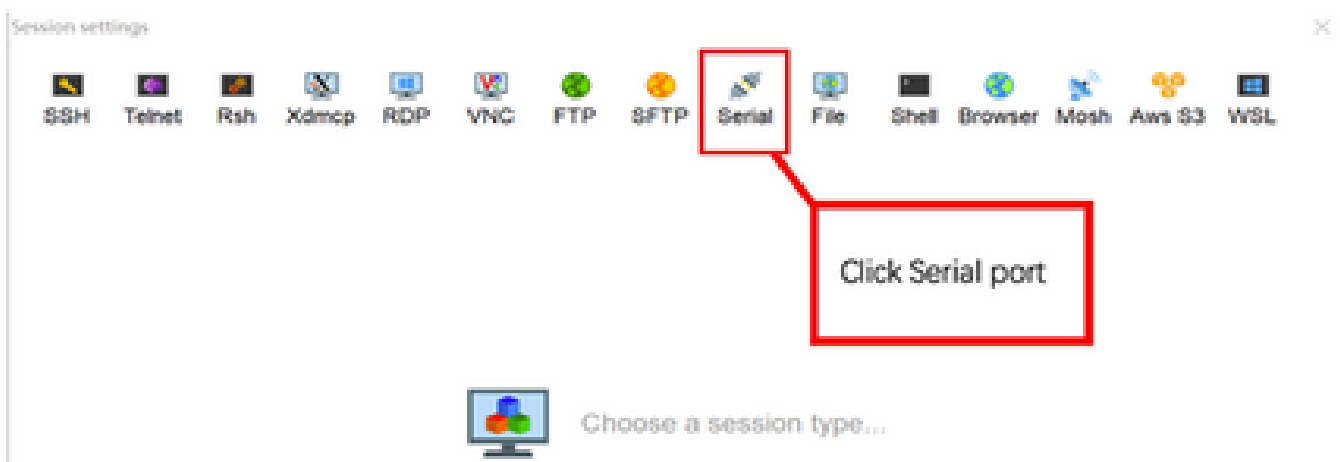 Session settings
SSH Telnet Rsh Xdmcp RDP VNC FTP SFTP Serial File Shell Browser Mosh Aws S3 WSL
Click Serial port
Choose a session type...